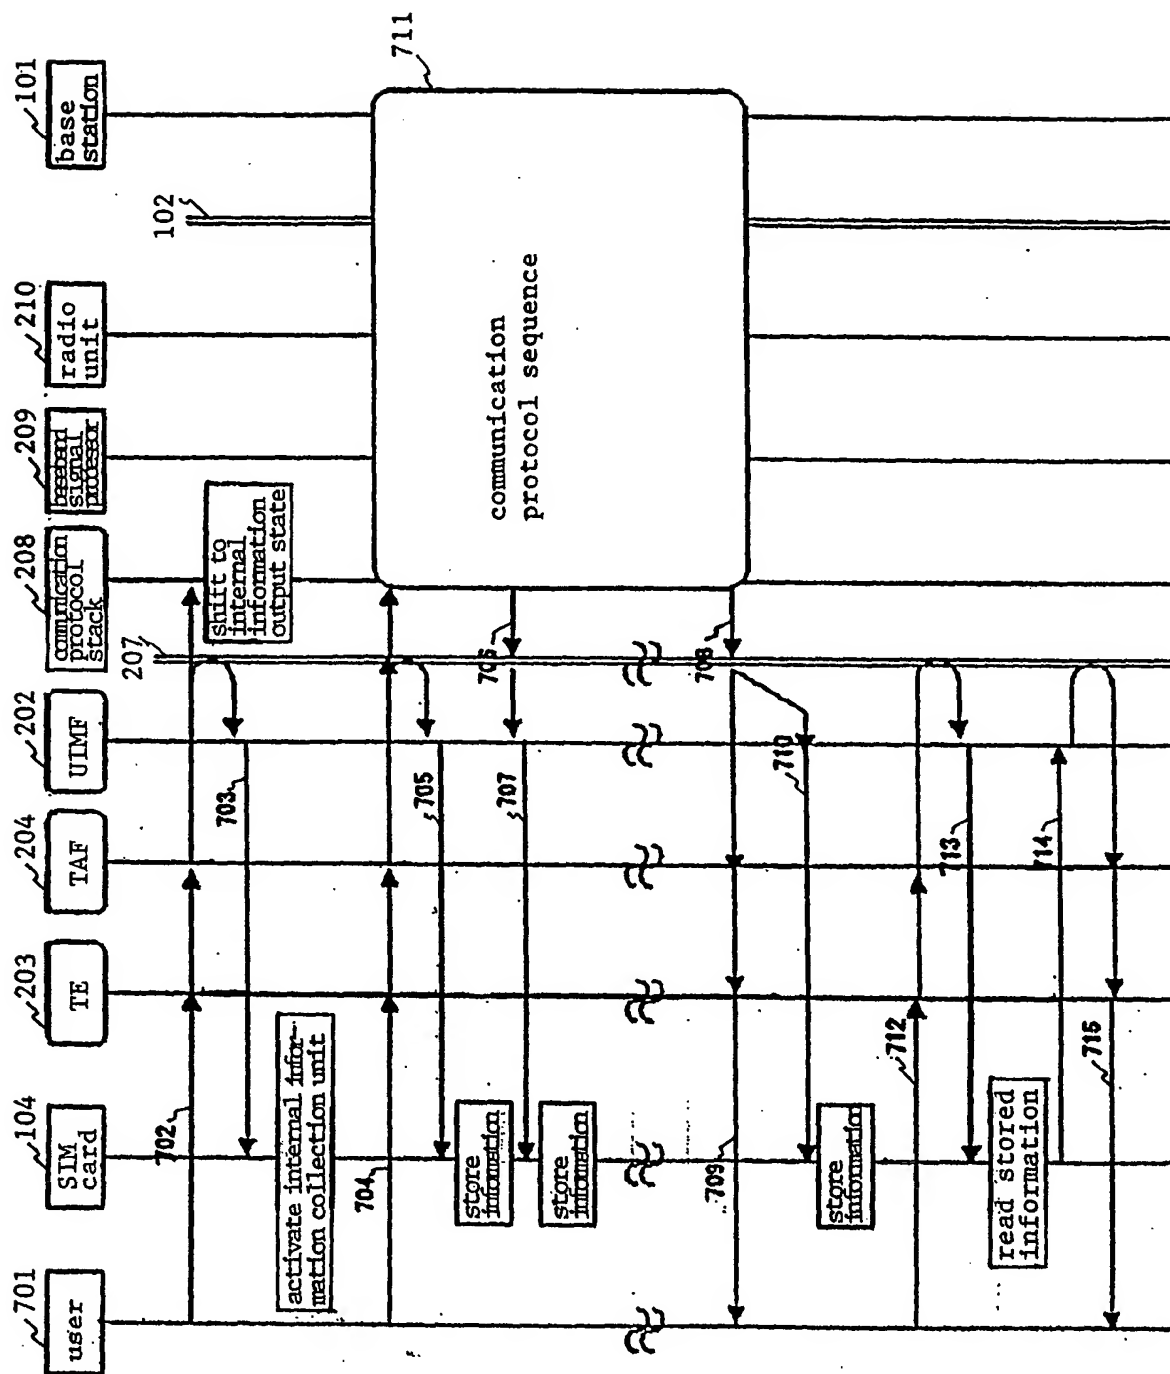 701
user
104
SIM
card
203
TE
204
TAF
202
UIMF
207
208
communication
protocol
stack
209
baseband
signal
processor
210
radio
unit
102
101
base
station
702
703
shift to
internal
information
output state
activate internal infor-
mation collection unit
704
705
store
information
706
707
store
information
communication
protocol sequence
711
708
709
710
store
information
712
713
read stored
information
714
715